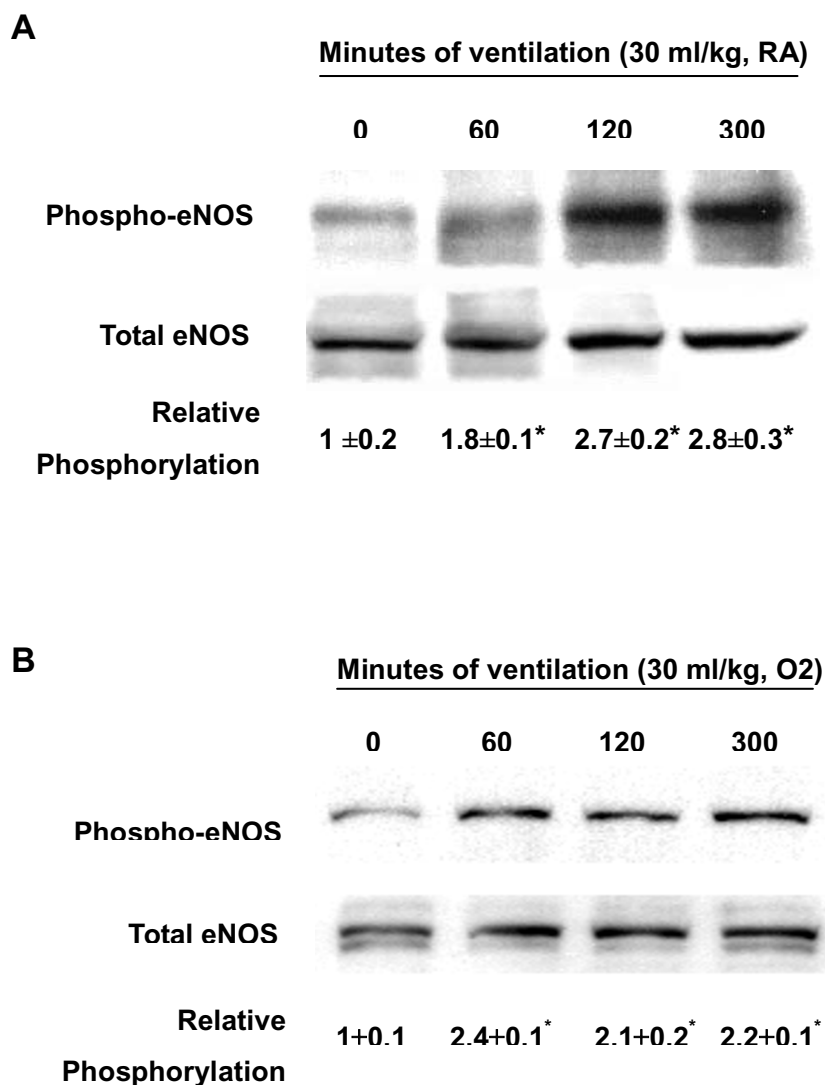 A
Minutes of ventilation (30 ml/kg, RA)
0 60 120 300
Phospho-eNOS
Total eNOS
Relative
Phosphorylation
1 ±0.2 1.8±0.1* 2.7±0.2* 2.8±0.3*
B
Minutes of ventilation (30 ml/kg, O2)
0 60 120 300
Phospho-eNOS
Total eNOS
Relative
Phosphorylation
1+0.1 2.4+0.1* 2.1+0.2* 2.2+0.1*